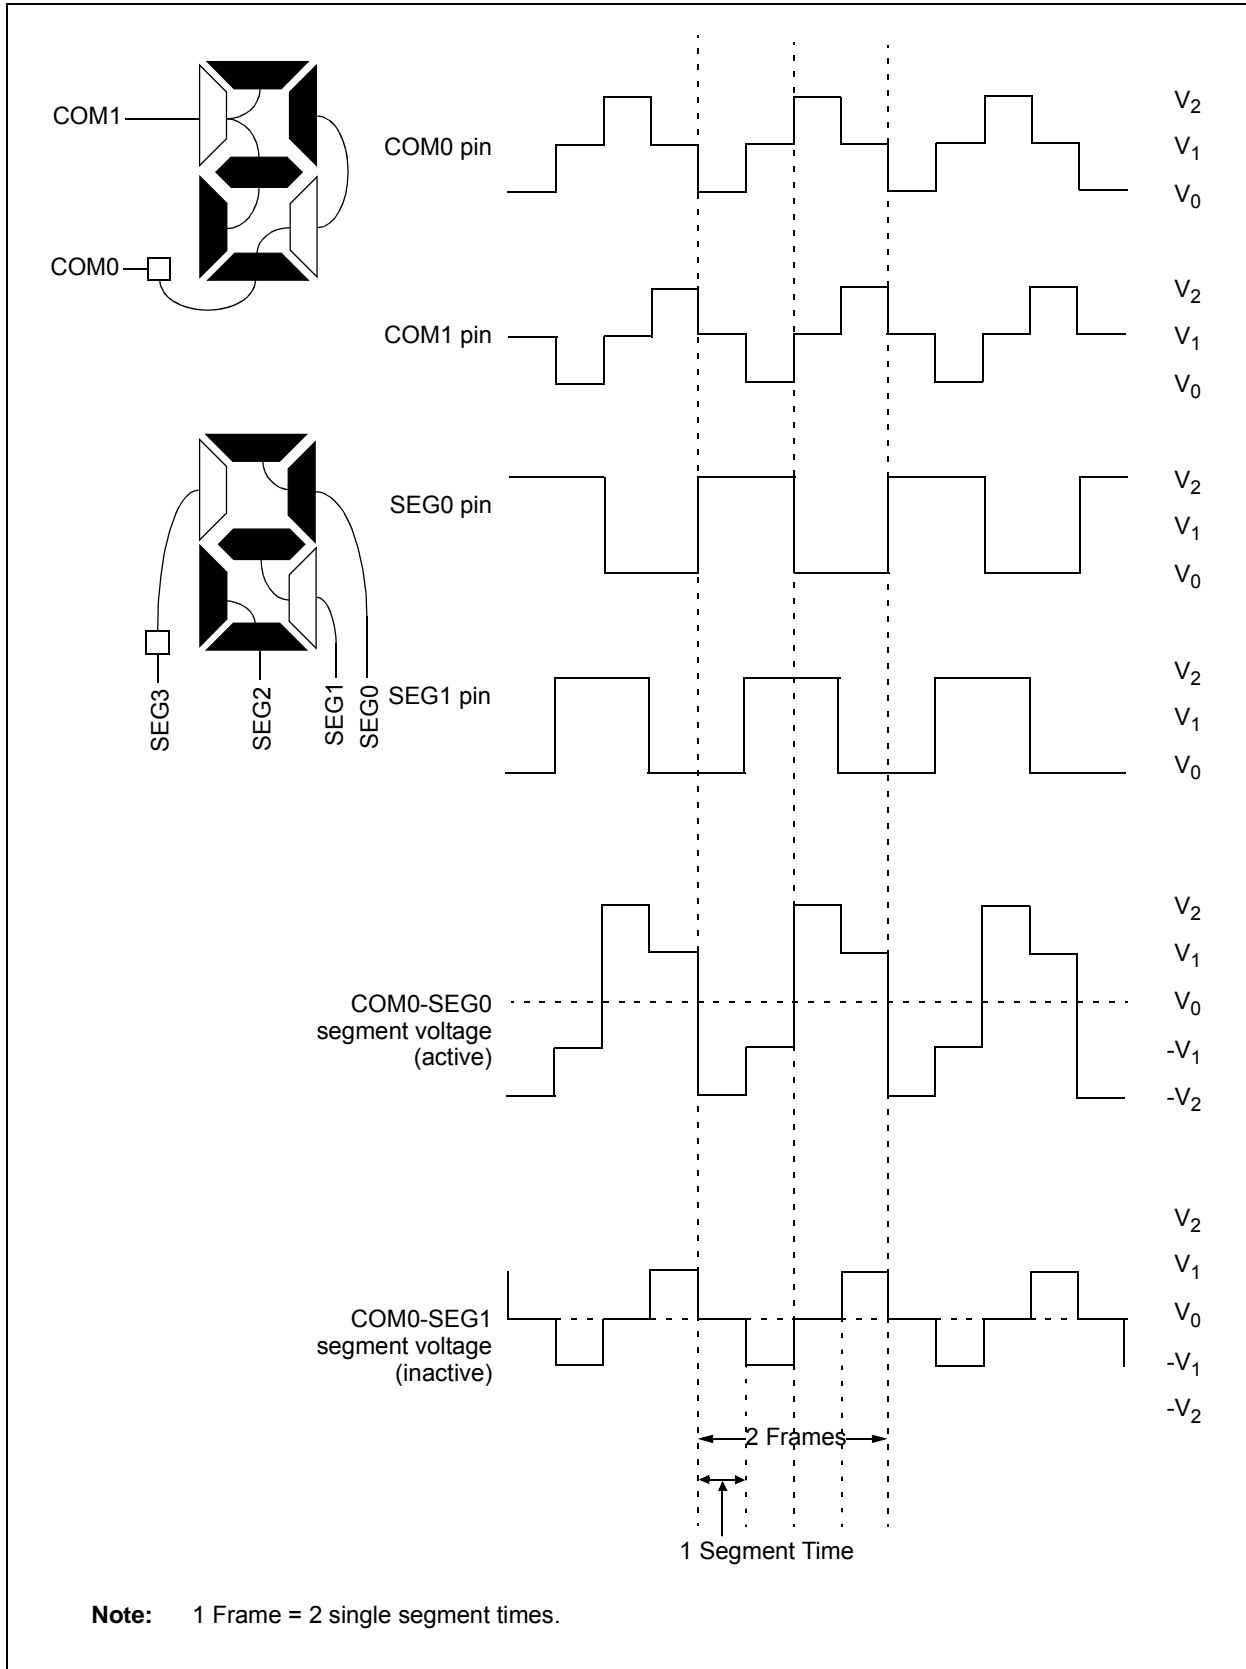 COM1
COM0
COM0 pin
V2
V1
V0
COM1 pin
V2
V1
V0
SEG0 pin
V2
V1
V0
SEG3
SEG2
SEG1
SEG0
SEG1 pin
V2
V1
V0
COM0-SEG0
segment voltage
(active)
V2
V1
V0
-V1
-V2
COM0-SEG1
segment voltage
(inactive)
V2
V1
V0
-V1
-V2
2 Frames
1 Segment Time
Note: 1 Frame = 2 single segment times.